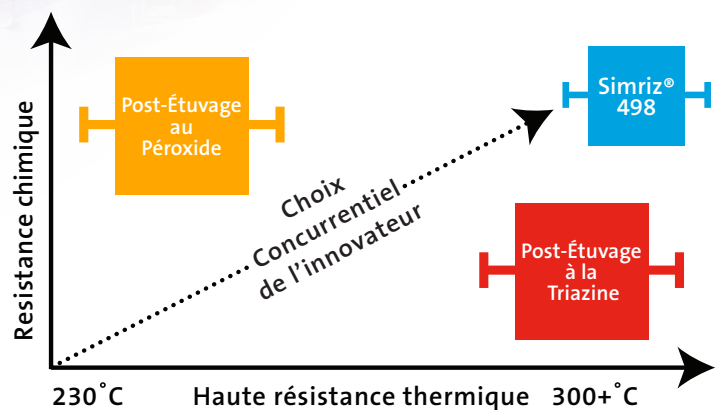 Resistance chimique
Post-Étuvage
au
Péroxide
Simriz®
498
Choix
Concurrentiel
de l'innovateur
Post-Étuvage
à la
Triazine
230°C
Haute résistance thermique
300+°C